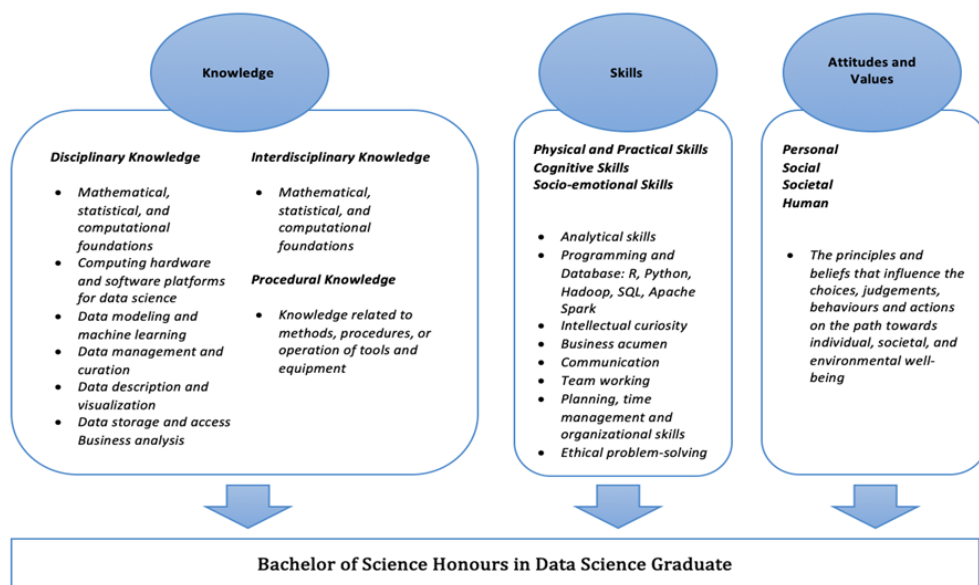 Knowledge
Disciplinary Knowledge
Mathematical,
statistical, and
computational
foundations
Computing hardware
and software platforms
for data science
Data modeling and
machine learning
Data management and
curation
Data description and
visualization
Data storage and access
Business analysis
Interdisciplinary Knowledge
Mathematical,
statistical, and
computational
foundations
Procedural Knowledge
Knowledge related to
methods, procedures, or
operation of tools and
equipment
Skills
Physical and Practical Skills
Cognitive Skills
Socio-emotional Skills
Analytical skills
Programming and
Database: R, Python,
Hadoop, SQL, Apache
Spark
Intellectual curiosity
Business acumen
Communication
Team working
Planning, time
management and
organizational skills
Ethical problem-solving
Attitudes and
Values
Personal
Social
Societal
Human
The principles and
beliefs that influence the
choices, judgements,
behaviours and actions
on the path towards
individual, societal, and
environmental well-
being
Bachelor of Science Honours in Data Science Graduate